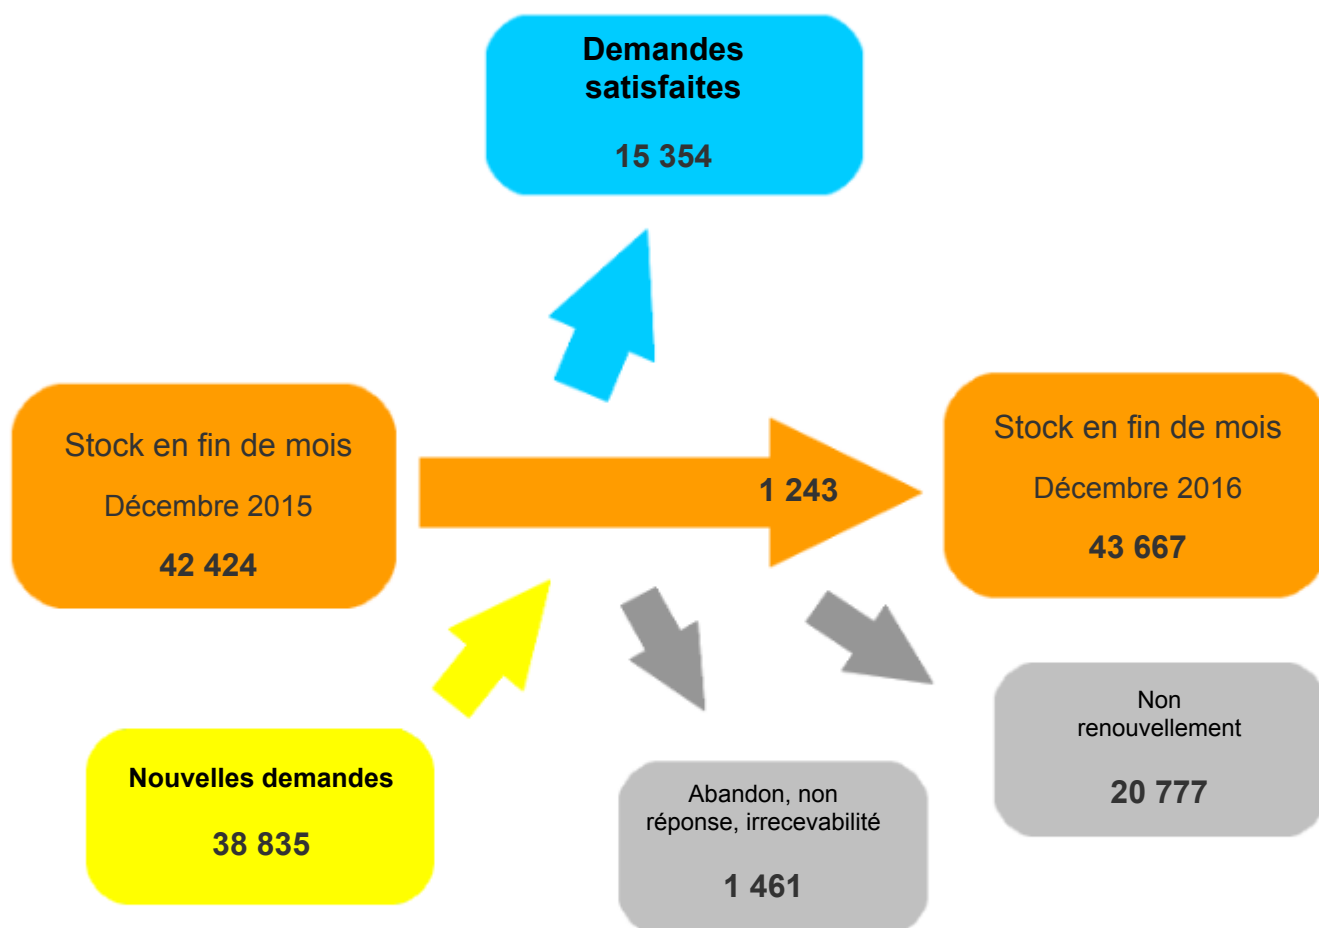 Demandes
satisfaites
15 354
Stock en fin de mois
Décembre 2015
42 424
1 243
Stock en fin de mois
Décembre 2016
43 667
Nouvelles demandes
38 835
Abandon, non
réponse, irrecevabilité
1 461
Non
renouvellement
20 777